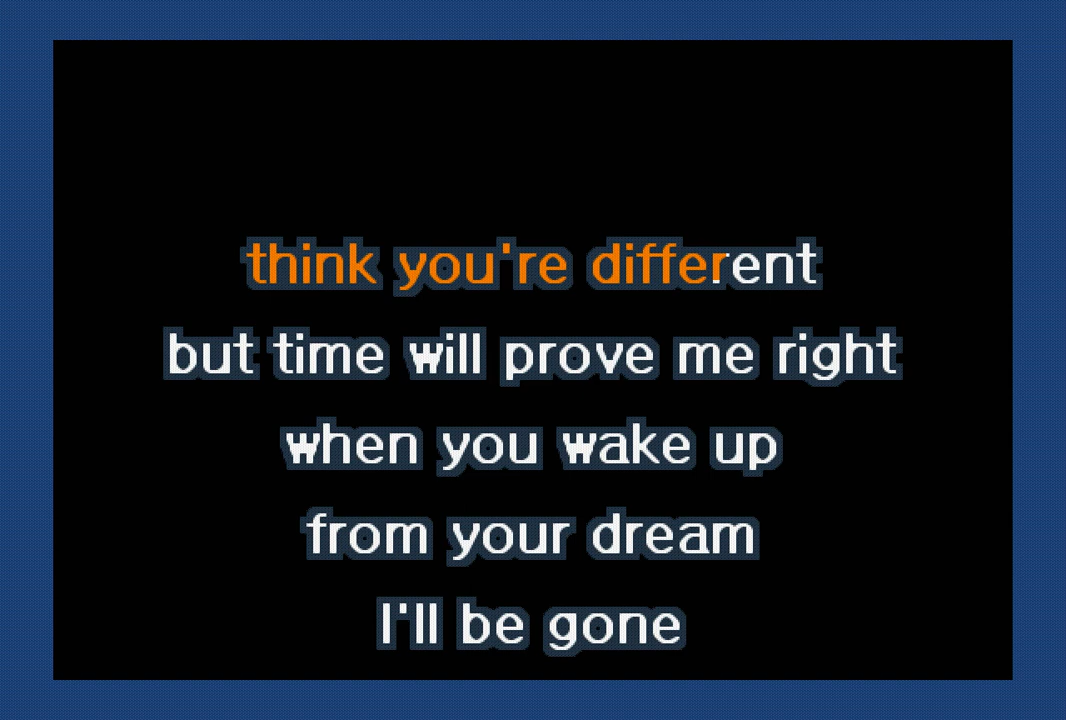 think you're different
but time will prove me right
when you wake up
from your dream
I'll be gone